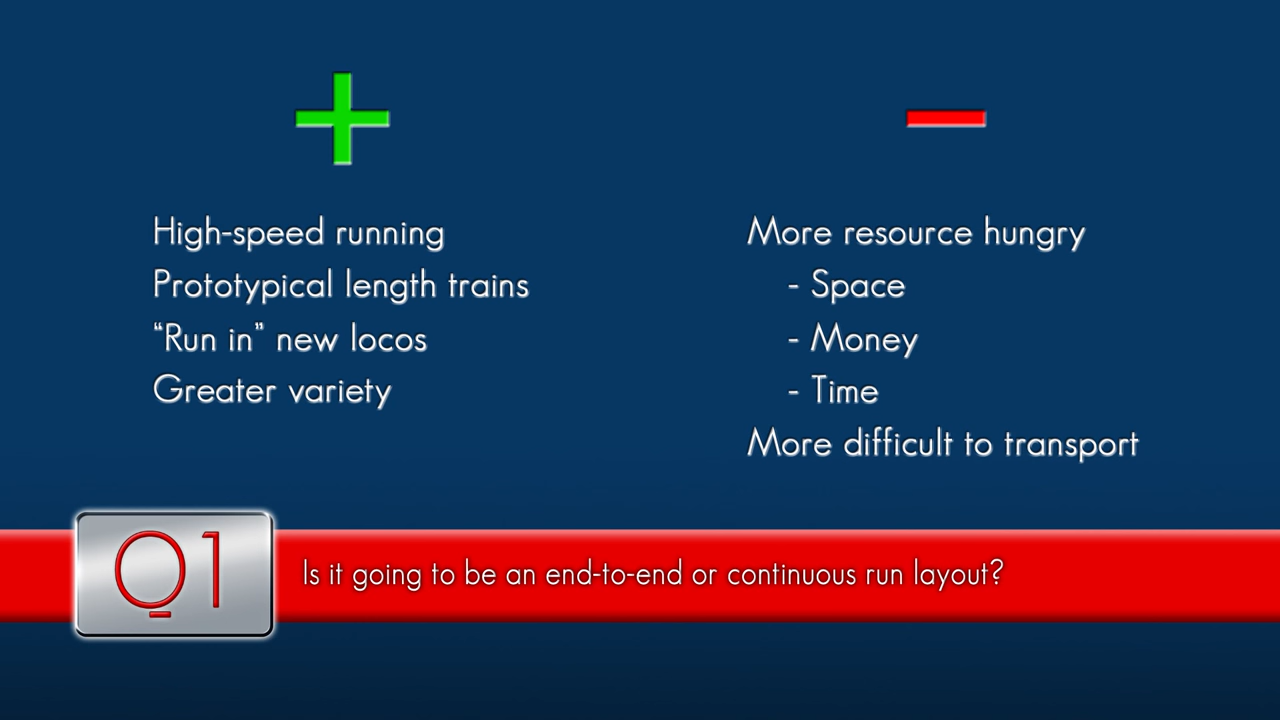 High-speed running
Prototypical length trains
“Run in” new locos
Greater variety
More resource hungry
- Space
- Money
- Time
More difficult to transport
Q1
Is it going to be an end-to-end or continuous run layout?